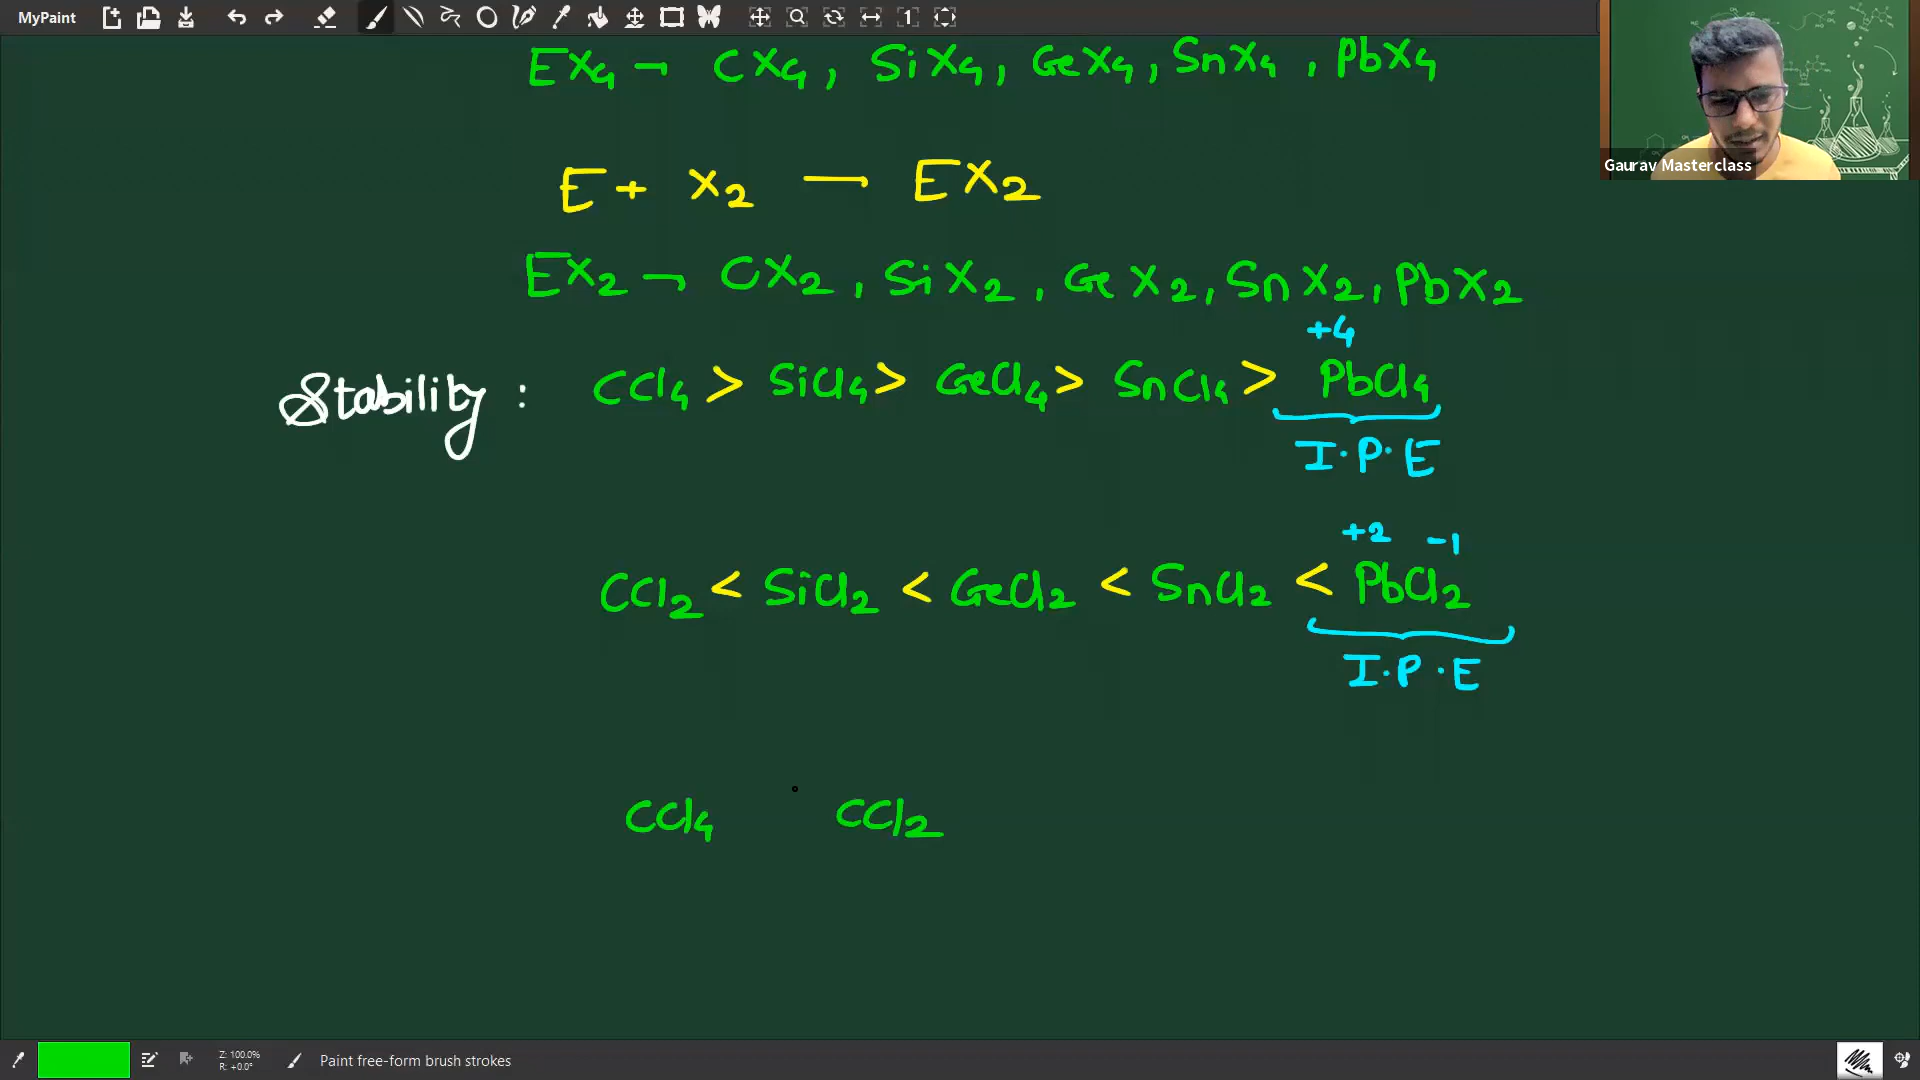 MyPaint
EX4 → CX4, SiX4, GeX4, SnX4, PbX4
Gaurav Masterclass
E + X2 — EX2
EX2 → CX2, SiX2, GeX2, SnX2, PbX2
+4
Stability : CCl4 > SiCl4 > GeCl4 > SnCl4 > PbCl4
I.P.E
+2 -1
CCl2 < SiCl2 < GeCl2 < SnCl2 < PbCl2
I.P.E
CCl4 CCl2
Z: 100.0%
R: +0.0°
Paint free-form brush strokes